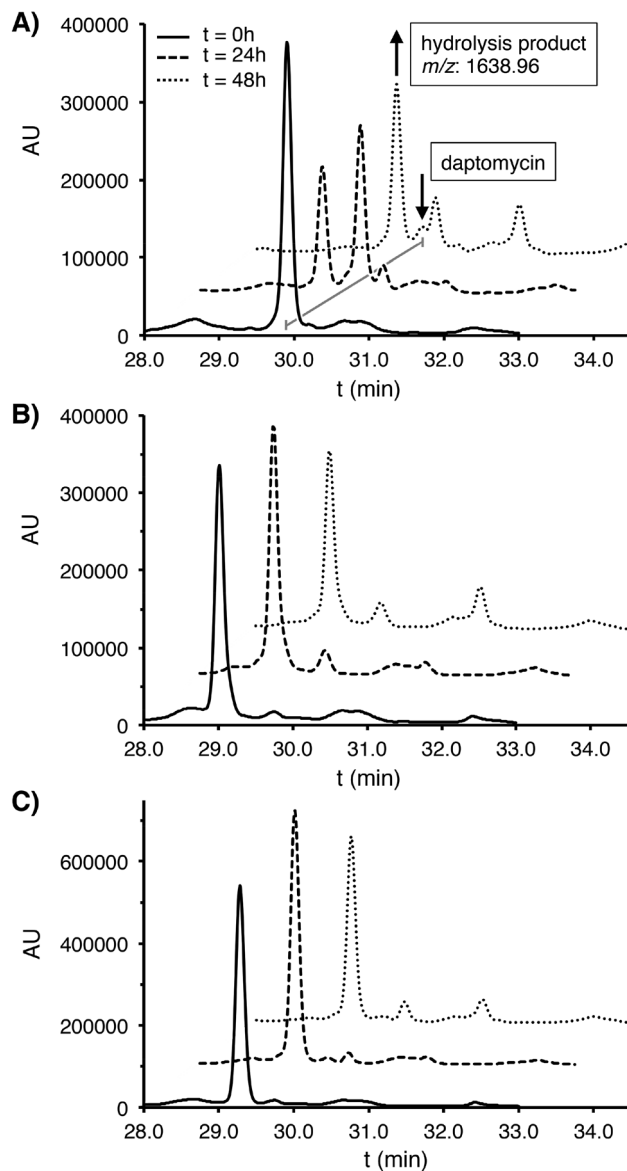 A)
400000
300000
200000
100000
0
AU
t = 0h
t = 24h
t = 48h
hydrolysis product
m/z: 1638.96
daptomycin
28.0 29.0 30.0 31.0 32.0 33.0 34.0
t (min)
B)
400000
300000
200000
100000
0
AU
28.0 29.0 30.0 31.0 32.0 33.0 34.0
t (min)
C)
600000
400000
200000
0
AU
28.0 29.0 30.0 31.0 32.0 33.0 34.0
t (min)